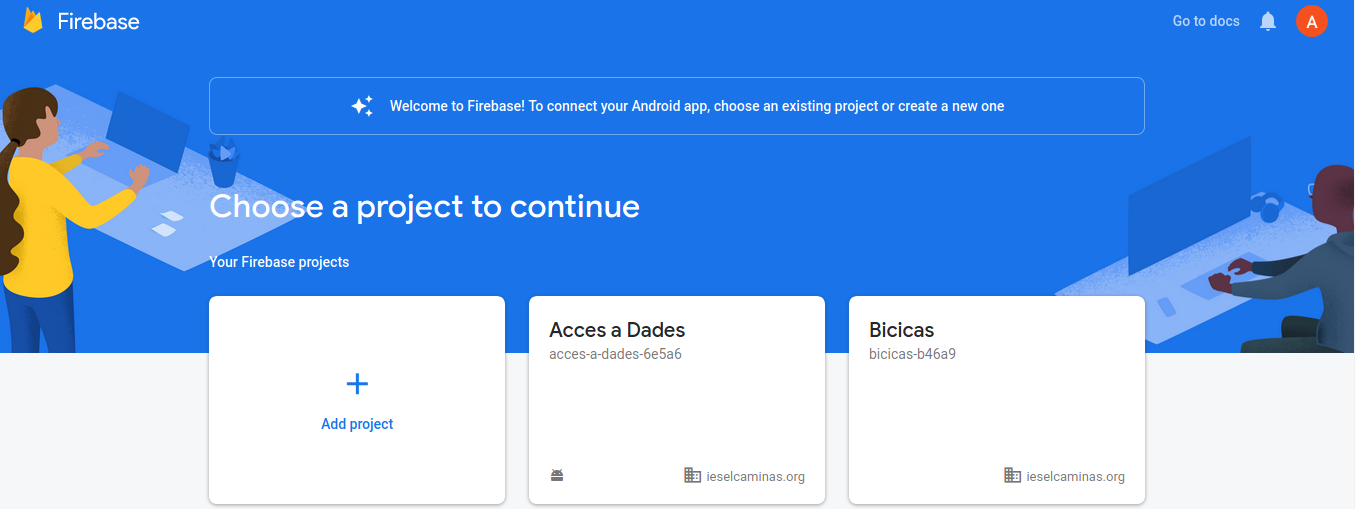 Firebase
Go to docs
A
Welcome to Firebase! To connect your Android app, choose an existing project or create a new one
Choose a project to continue
Your Firebase projects
Add project
Acces a Dades
acces-a-dades-6e5a6
ieselcaminas.org
Bicicas
bicicas-b46a9
ieselcaminas.org